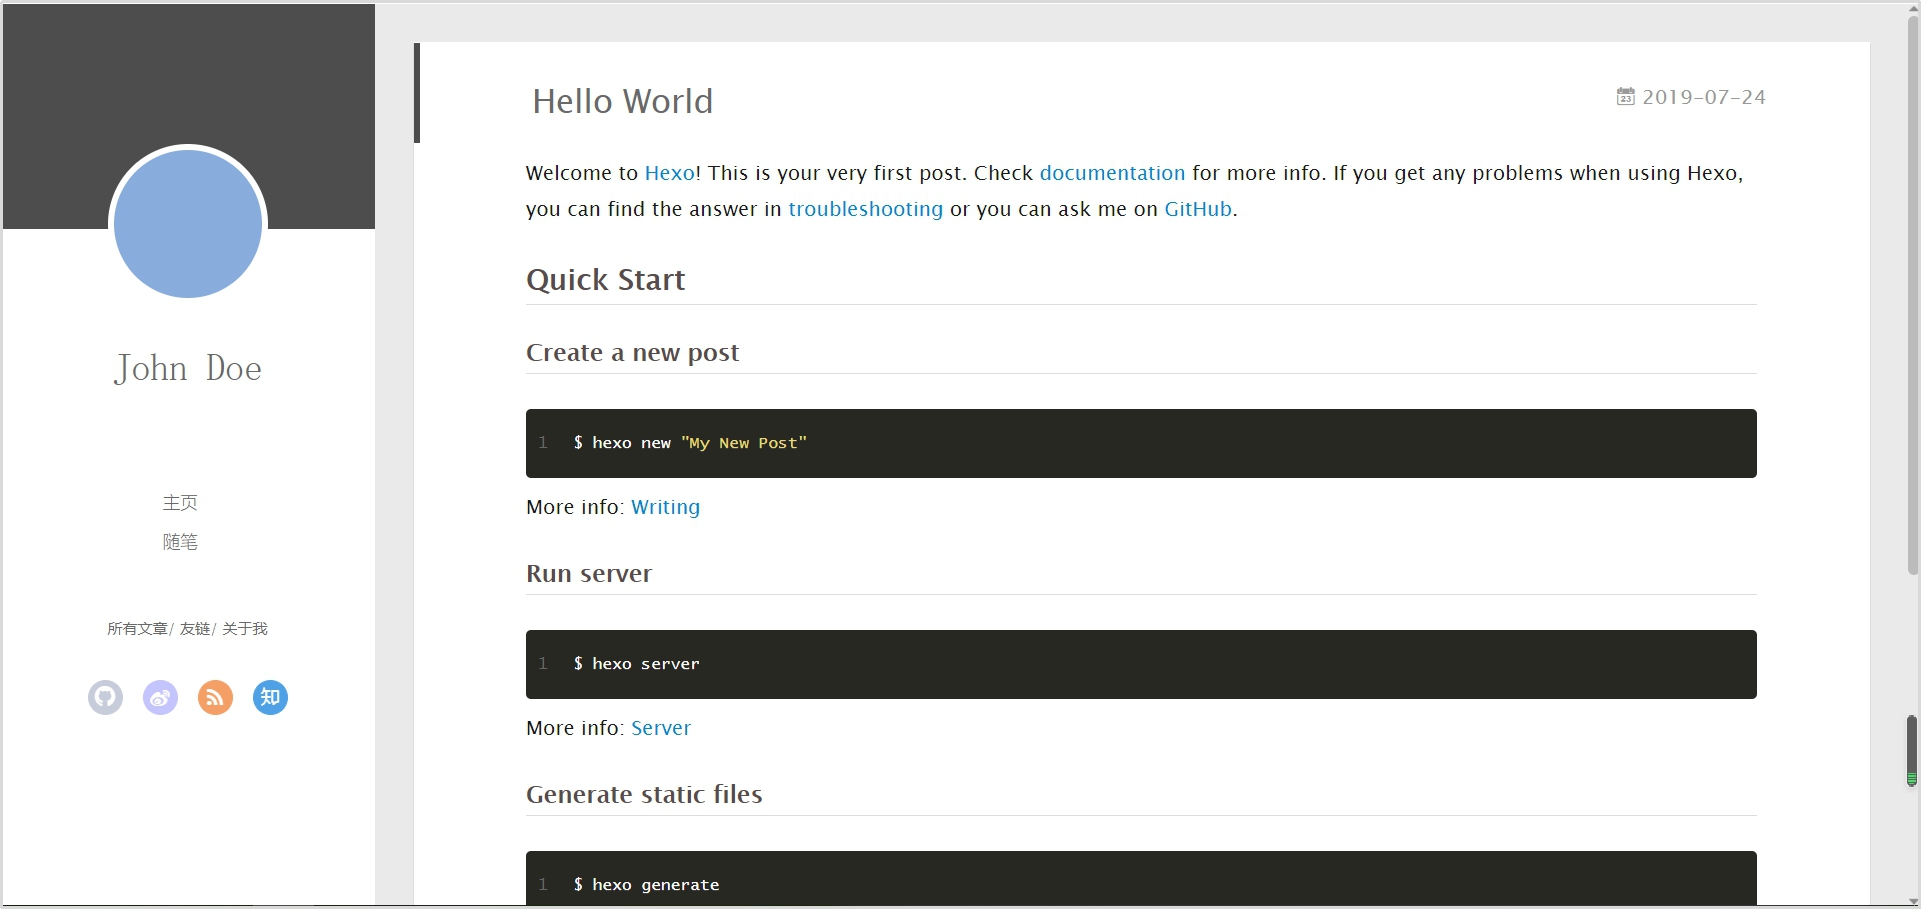 John Doe
主页
随笔
所有文章/ 友链/ 关于我
知
Hello World
23 2019-07-24
Welcome to Hexo! This is your very first post. Check documentation for more info. If you get any problems when using Hexo,
you can find the answer in troubleshooting or you can ask me on GitHub.
Quick Start
Create a new post
1 $ hexo new "My New Post"
More info: Writing
Run server
1 $ hexo server
More info: Server
Generate static files
1 $ hexo generate